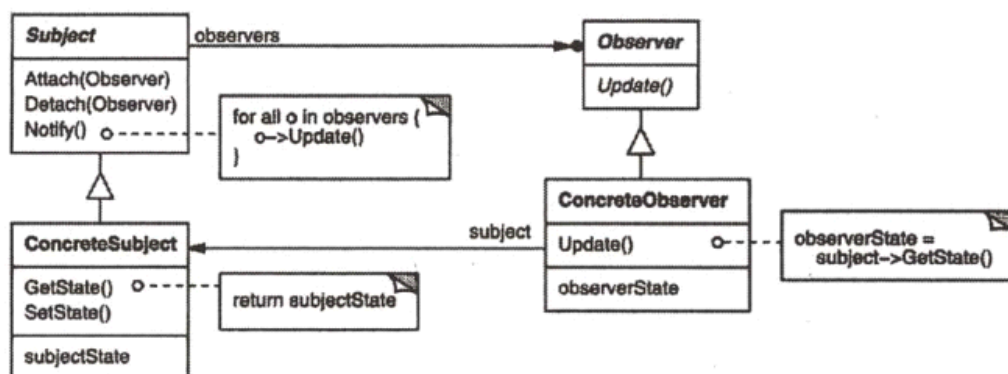 Subject
observers
Observer
Attach(Observer)
Detach(Observer)
Notify()
for all o in observers {
o->Update()
}
Update()
ConcreteSubject
GetState()
SetState()
subjectState
return subjectState
subject
ConcreteObserver
Update()
observerState
observerState =
subject->GetState()